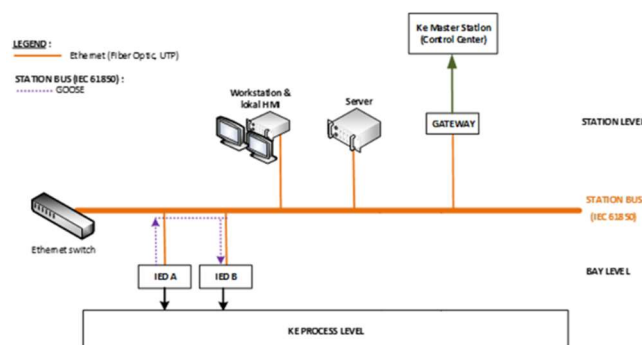 Ke Master Station
(Control Center)
LEGEND :
Ethernet (Fiber Optic, UTP)
STATION BUS (IEC 61850) :
GOOSE
Workstation &
lokal HMI
Server
GATEWAY
STATION LEVEL
STATION BUS
(IEC 61850)
Ethernet switch
IED A
IED B
BAY LEVEL
KE PROCESS LEVEL